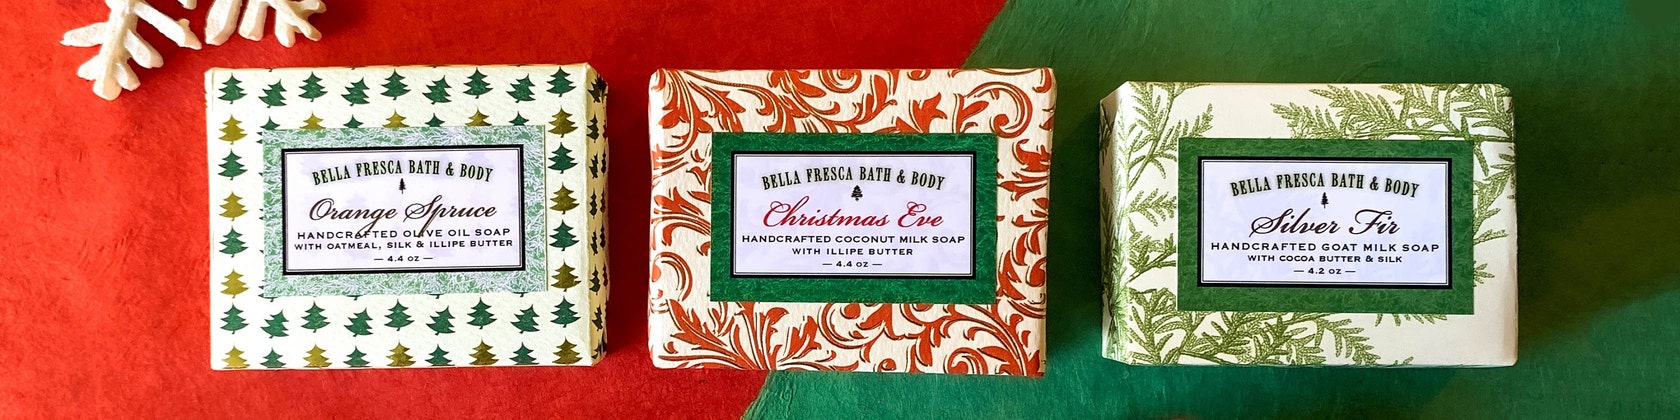 BELLA FRESCA BATH & BODY
Orange Spruce
HANDCRAFTED OLIVE OIL SOAP
WITH OATMEAL, SILK & ILLIPE BUTTER
— 4.4 OZ —
BELLA FRESCA BATH & BODY
Christmas Eve
HANDCRAFTED COCONUT MILK SOAP
WITH ILLIPE BUTTER
— 4.4 OZ —
BELLA FRESCA BATH & BODY
Silver Fir
HANDCRAFTED GOAT MILK SOAP
WITH COCOA BUTTER & SILK
— 4.2 OZ —